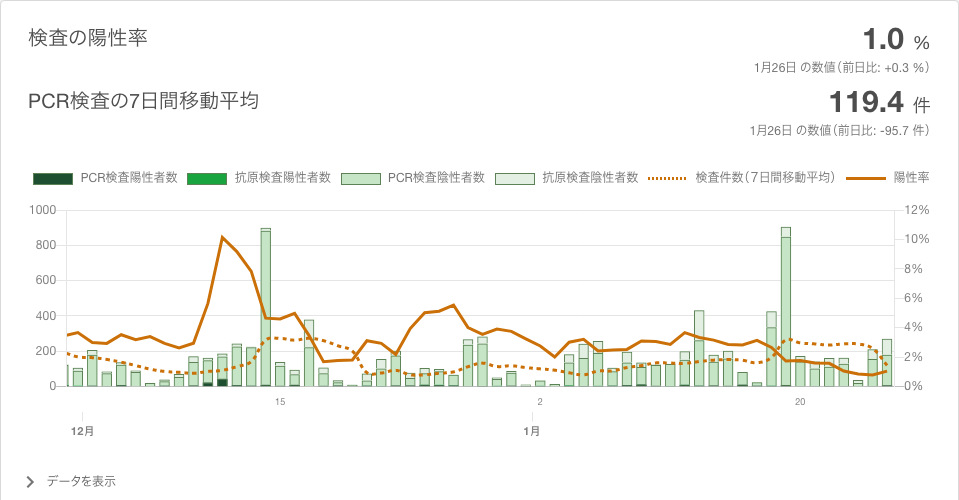 検査の陽性率
1.0 %
1月26日 の数値（前日比: +0.3 %）
PCR検査の7日間移動平均
119.4 件
1月26日 の数値（前日比: -95.7 件）
PCR検査陽性者数 抗原検査陽性者数 PCR検査陰性者数 抗原検査陰性者数 検査件数（7日間移動平均） 陽性率
1000 12%
10%
800
8%
600
6%
400
4%
200
2%
0 0%
15 2 20
12月 1月
データを表示